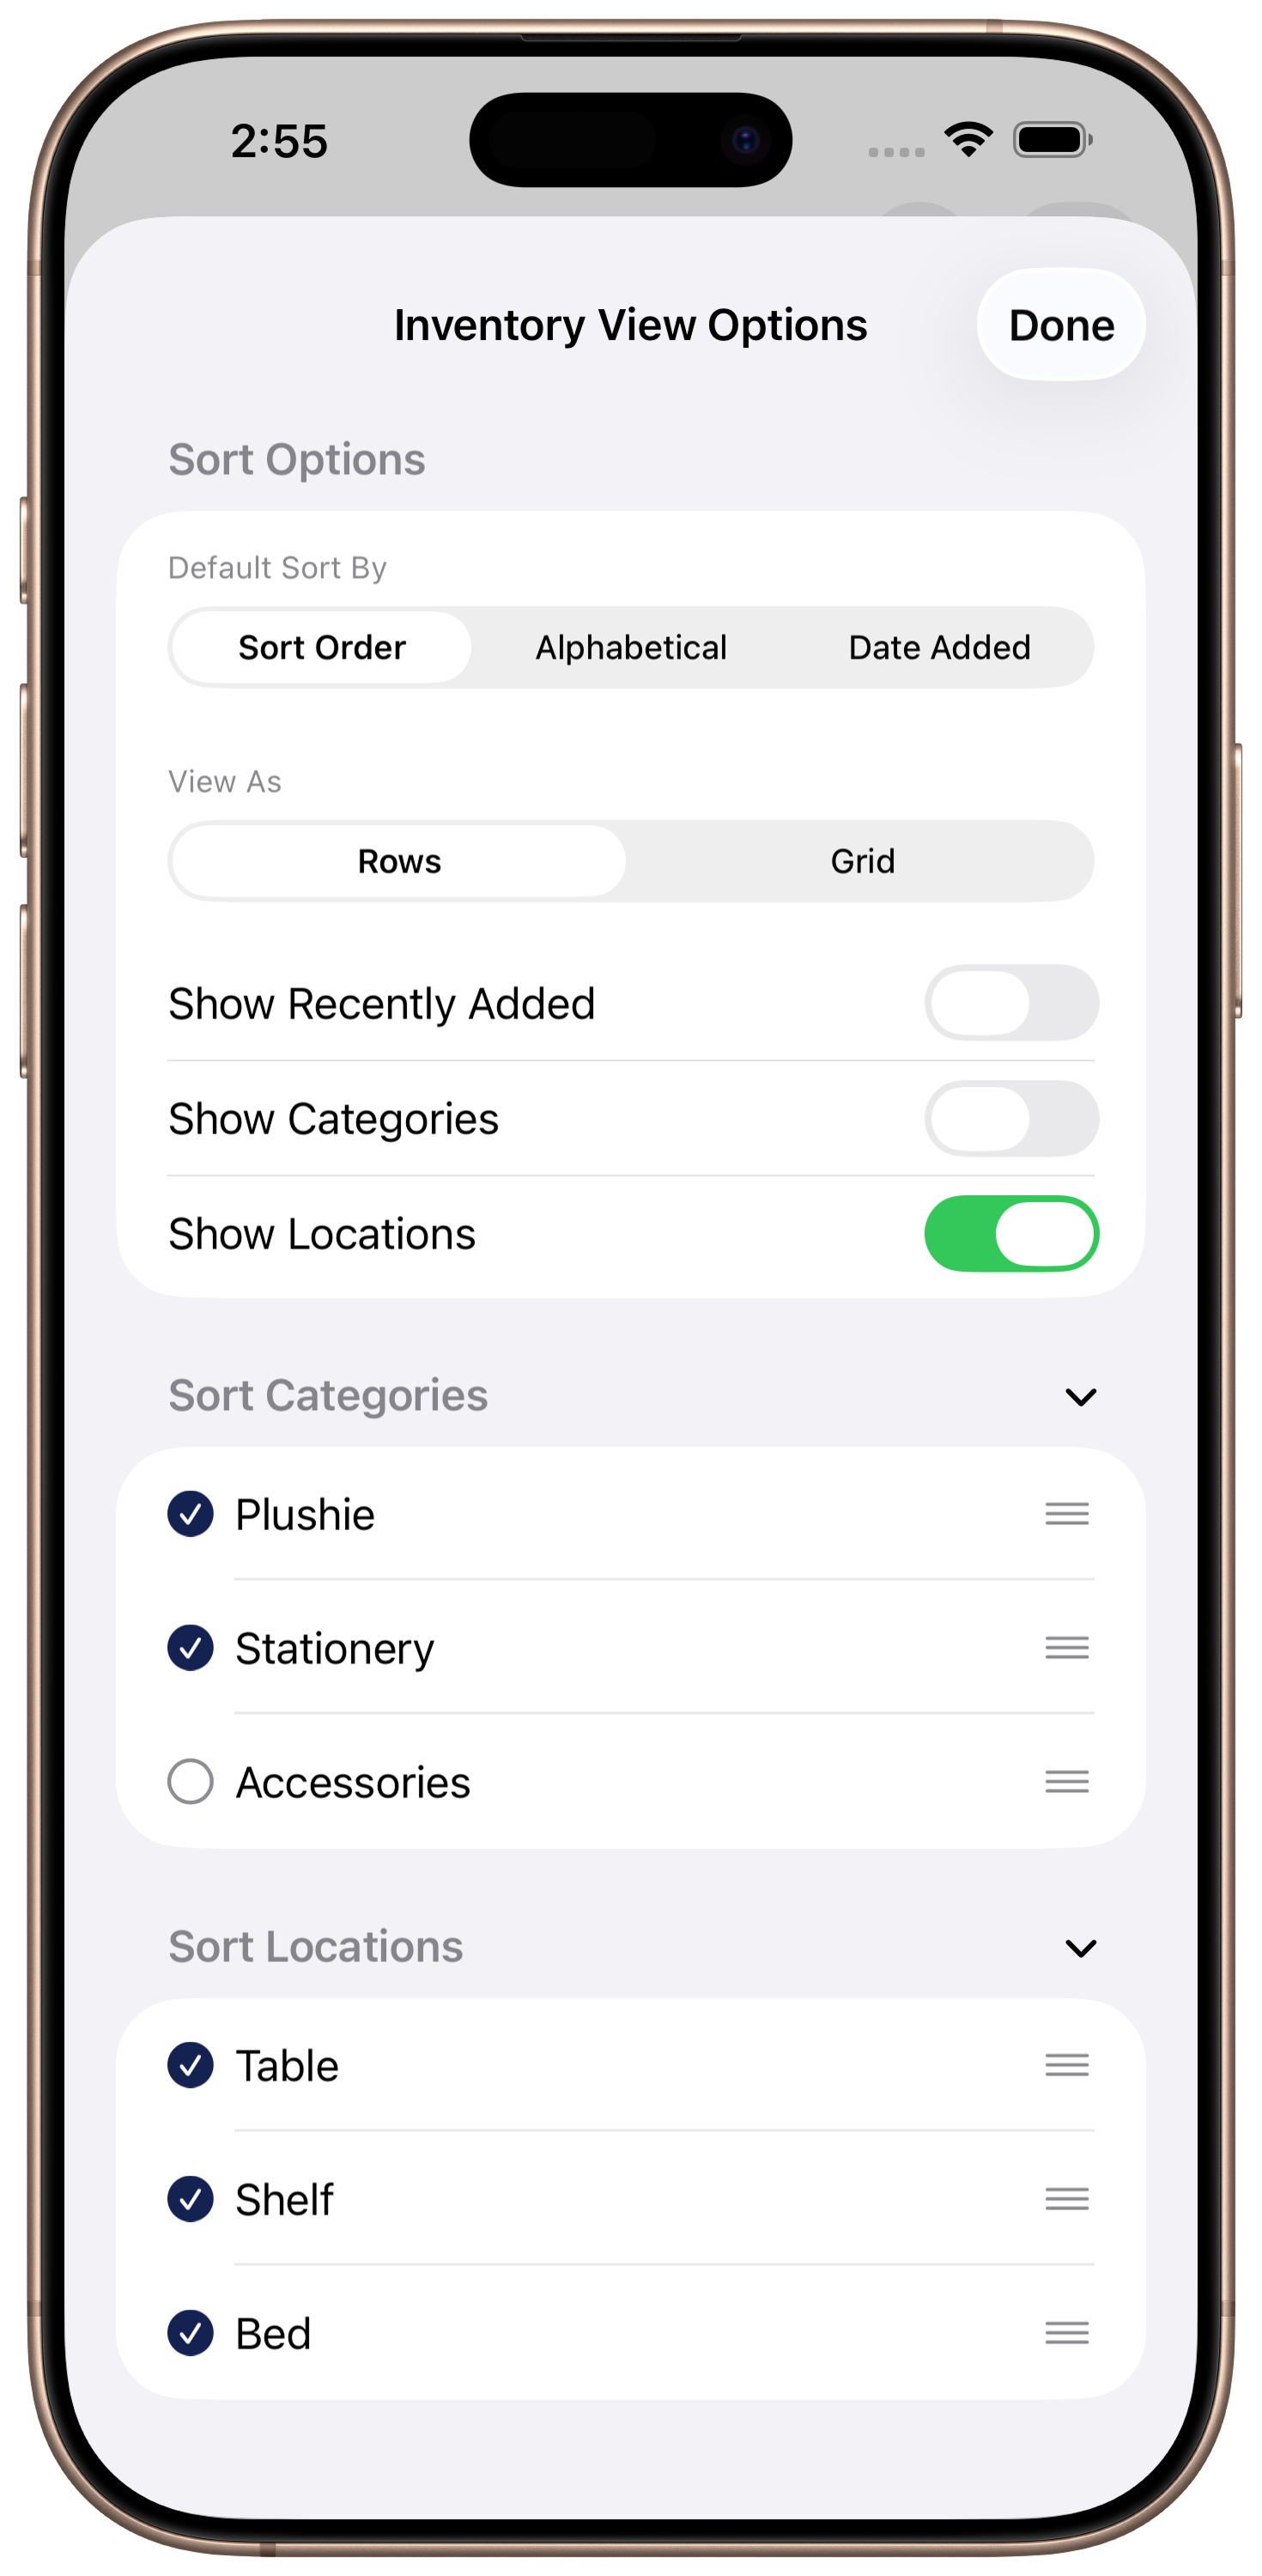 2:55
Inventory View Options
Done
Sort Options
Default Sort By
Sort Order Alphabetical Date Added
View As
Rows Grid
Show Recently Added
Show Categories
Show Locations
Sort Categories
Plushie
Stationery
Accessories
Sort Locations
Table
Shelf
Bed